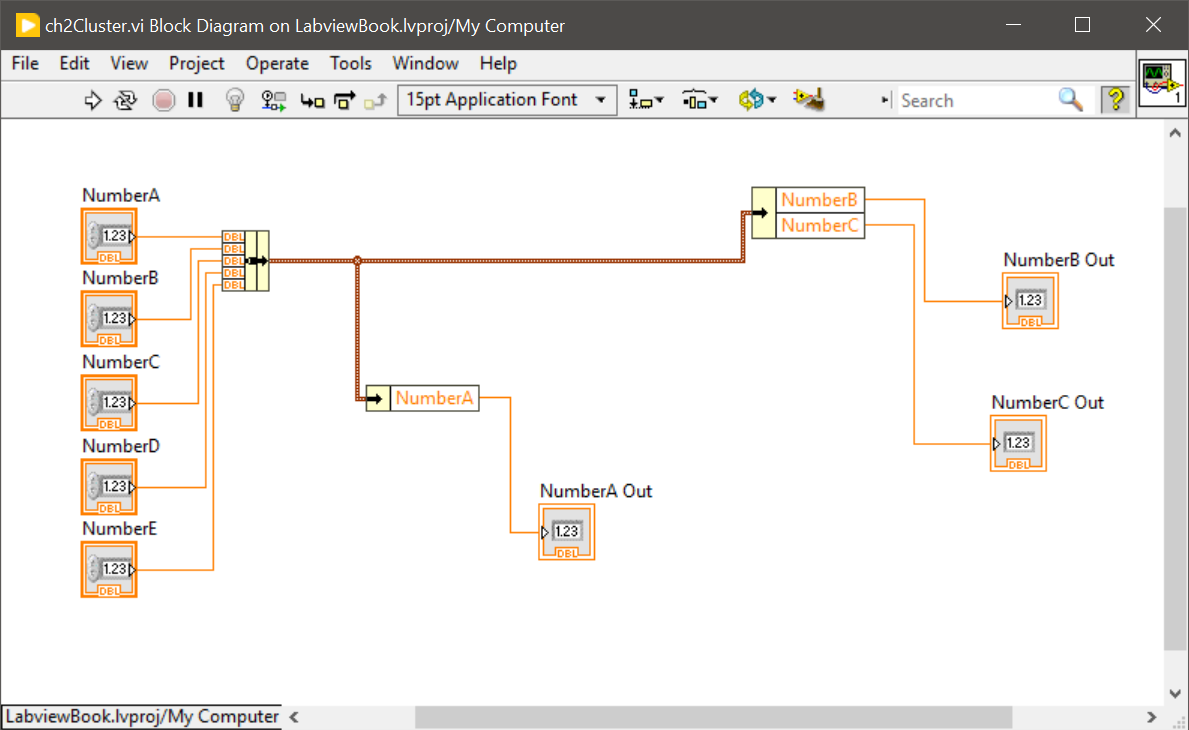 ch2Cluster.vi Block Diagram on LabviewBook.lvproj/My Computer
File Edit View Project Operate Tools Window Help
15pt Application Font
Search
?
1
NumberA
1.23
DBL
NumberB
1.23
DBL
NumberC
1.23
DBL
NumberD
1.23
DBL
NumberE
1.23
DBL
DBL
DBL
DBL
DBL
DBL
NumberA
NumberA Out
1.23
DBL
NumberB
NumberC
NumberB Out
1.23
DBL
NumberC Out
1.23
DBL
LabviewBook.lvproj/My Computer